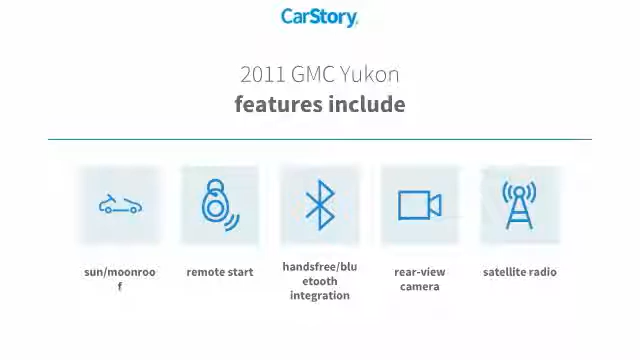 CarStory
2011 GMC Yukon
features include
sun/moonroo
f
remote start
handsfree/blu
etooth
integration
rear-view
camera
satellite radio